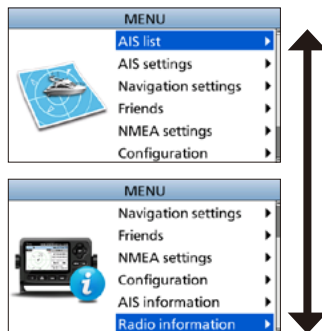 MENU
AIS list
AIS settings
Navigation settings
Friends
NMEA settings
Configuration
MENU
Navigation settings
Friends
NMEA settings
Configuration
AIS information
Radio information